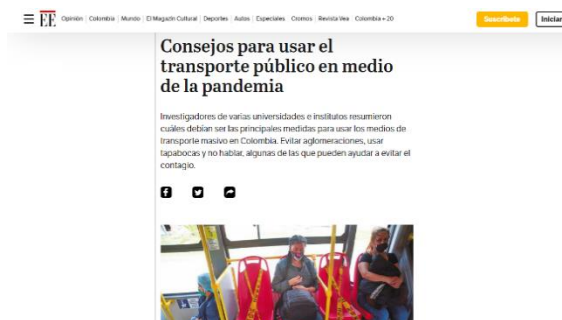 EE Opinión Colombia Mundo El Magazín Cultural Deportes Autos Especiales Cromos Revista Vea Colombia + 20 Suscríbete Iniciar
Consejos para usar el
transporte público en medio
de la pandemia
Investigadores de varias universidades e institutos resumieron
cuáles debían ser las principales medidas para usar los medios de
transporte masivo en Colombia. Evitar aglomeraciones, usar
tapabocas y no hablar, algunas de las que pueden ayudar a evitar el
contagio.